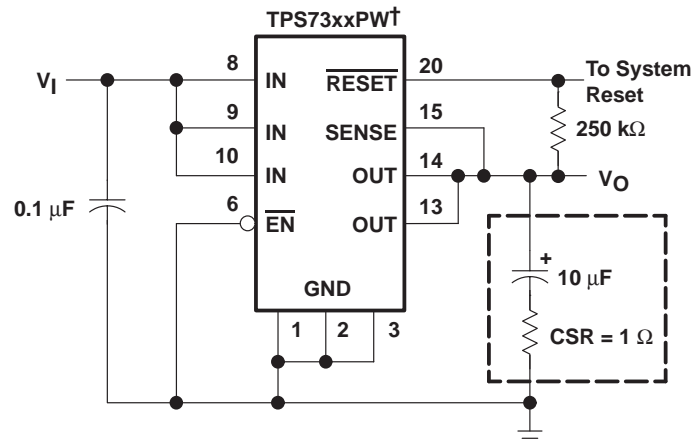 TPS73xxPW†
8
20
VI
IN
RESET
To System
Reset
9
15
IN
SENSE
250 kΩ
10
14
IN
OUT
VO
6
13
0.1 μF
EN
OUT
+
10 μF
GND
1
2
3
CSR = 1 Ω